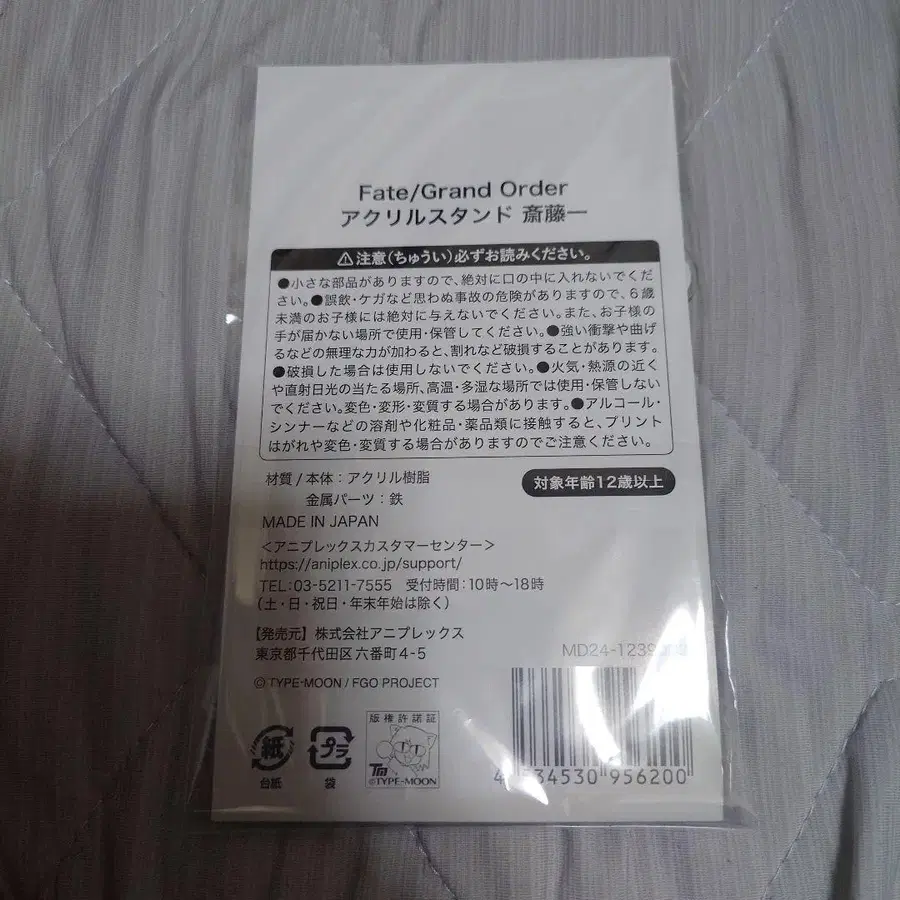 Fate/Grand Order
アクリルスタンド 斎藤一
⚠注意(ちゅうい)必ずお読みください。
●小さな部品がありますので、絶対に口の中に入れないでくだ
さい。●誤飲・ケガなど思わぬ事故の危険がありますので、6歳
未満のお子様には絶対に与えないでください。また、お子様の
手が届かない場所で使用・保管してください。●強い衝撃や曲げ
るなどの無理な力が加わると、割れなど破損することがあります。
●破損した場合は使用しないでください。●火気・熱源の近く
や直射日光の当たる場所、高温・多湿な場所では使用・保管しない
でください。変色・変形・変質する場合があります。●アルコール・
シンナーなどの溶剤や化粧品・薬品類に接触すると、プリント
はがれや変色・変質する場合がありますのでご注意ください。
材質 / 本体:アクリル樹脂
金属パーツ:鉄
対象年齢12歳以上
MADE IN JAPAN
<アニプレックスカスタマーセンター>
https://aniplex.co.jp/support/
TEL:03-5211-7555 受付時間:10時〜18時
(土・日・祝日・年末年始は除く)
【発売元】株式会社アニプレックス
東京都千代田区六番町4-5
© TYPE-MOON / FGO PROJECT
紙
台紙
プラ
袋
版権許諾証
TM
©TYPE-MOON
956200